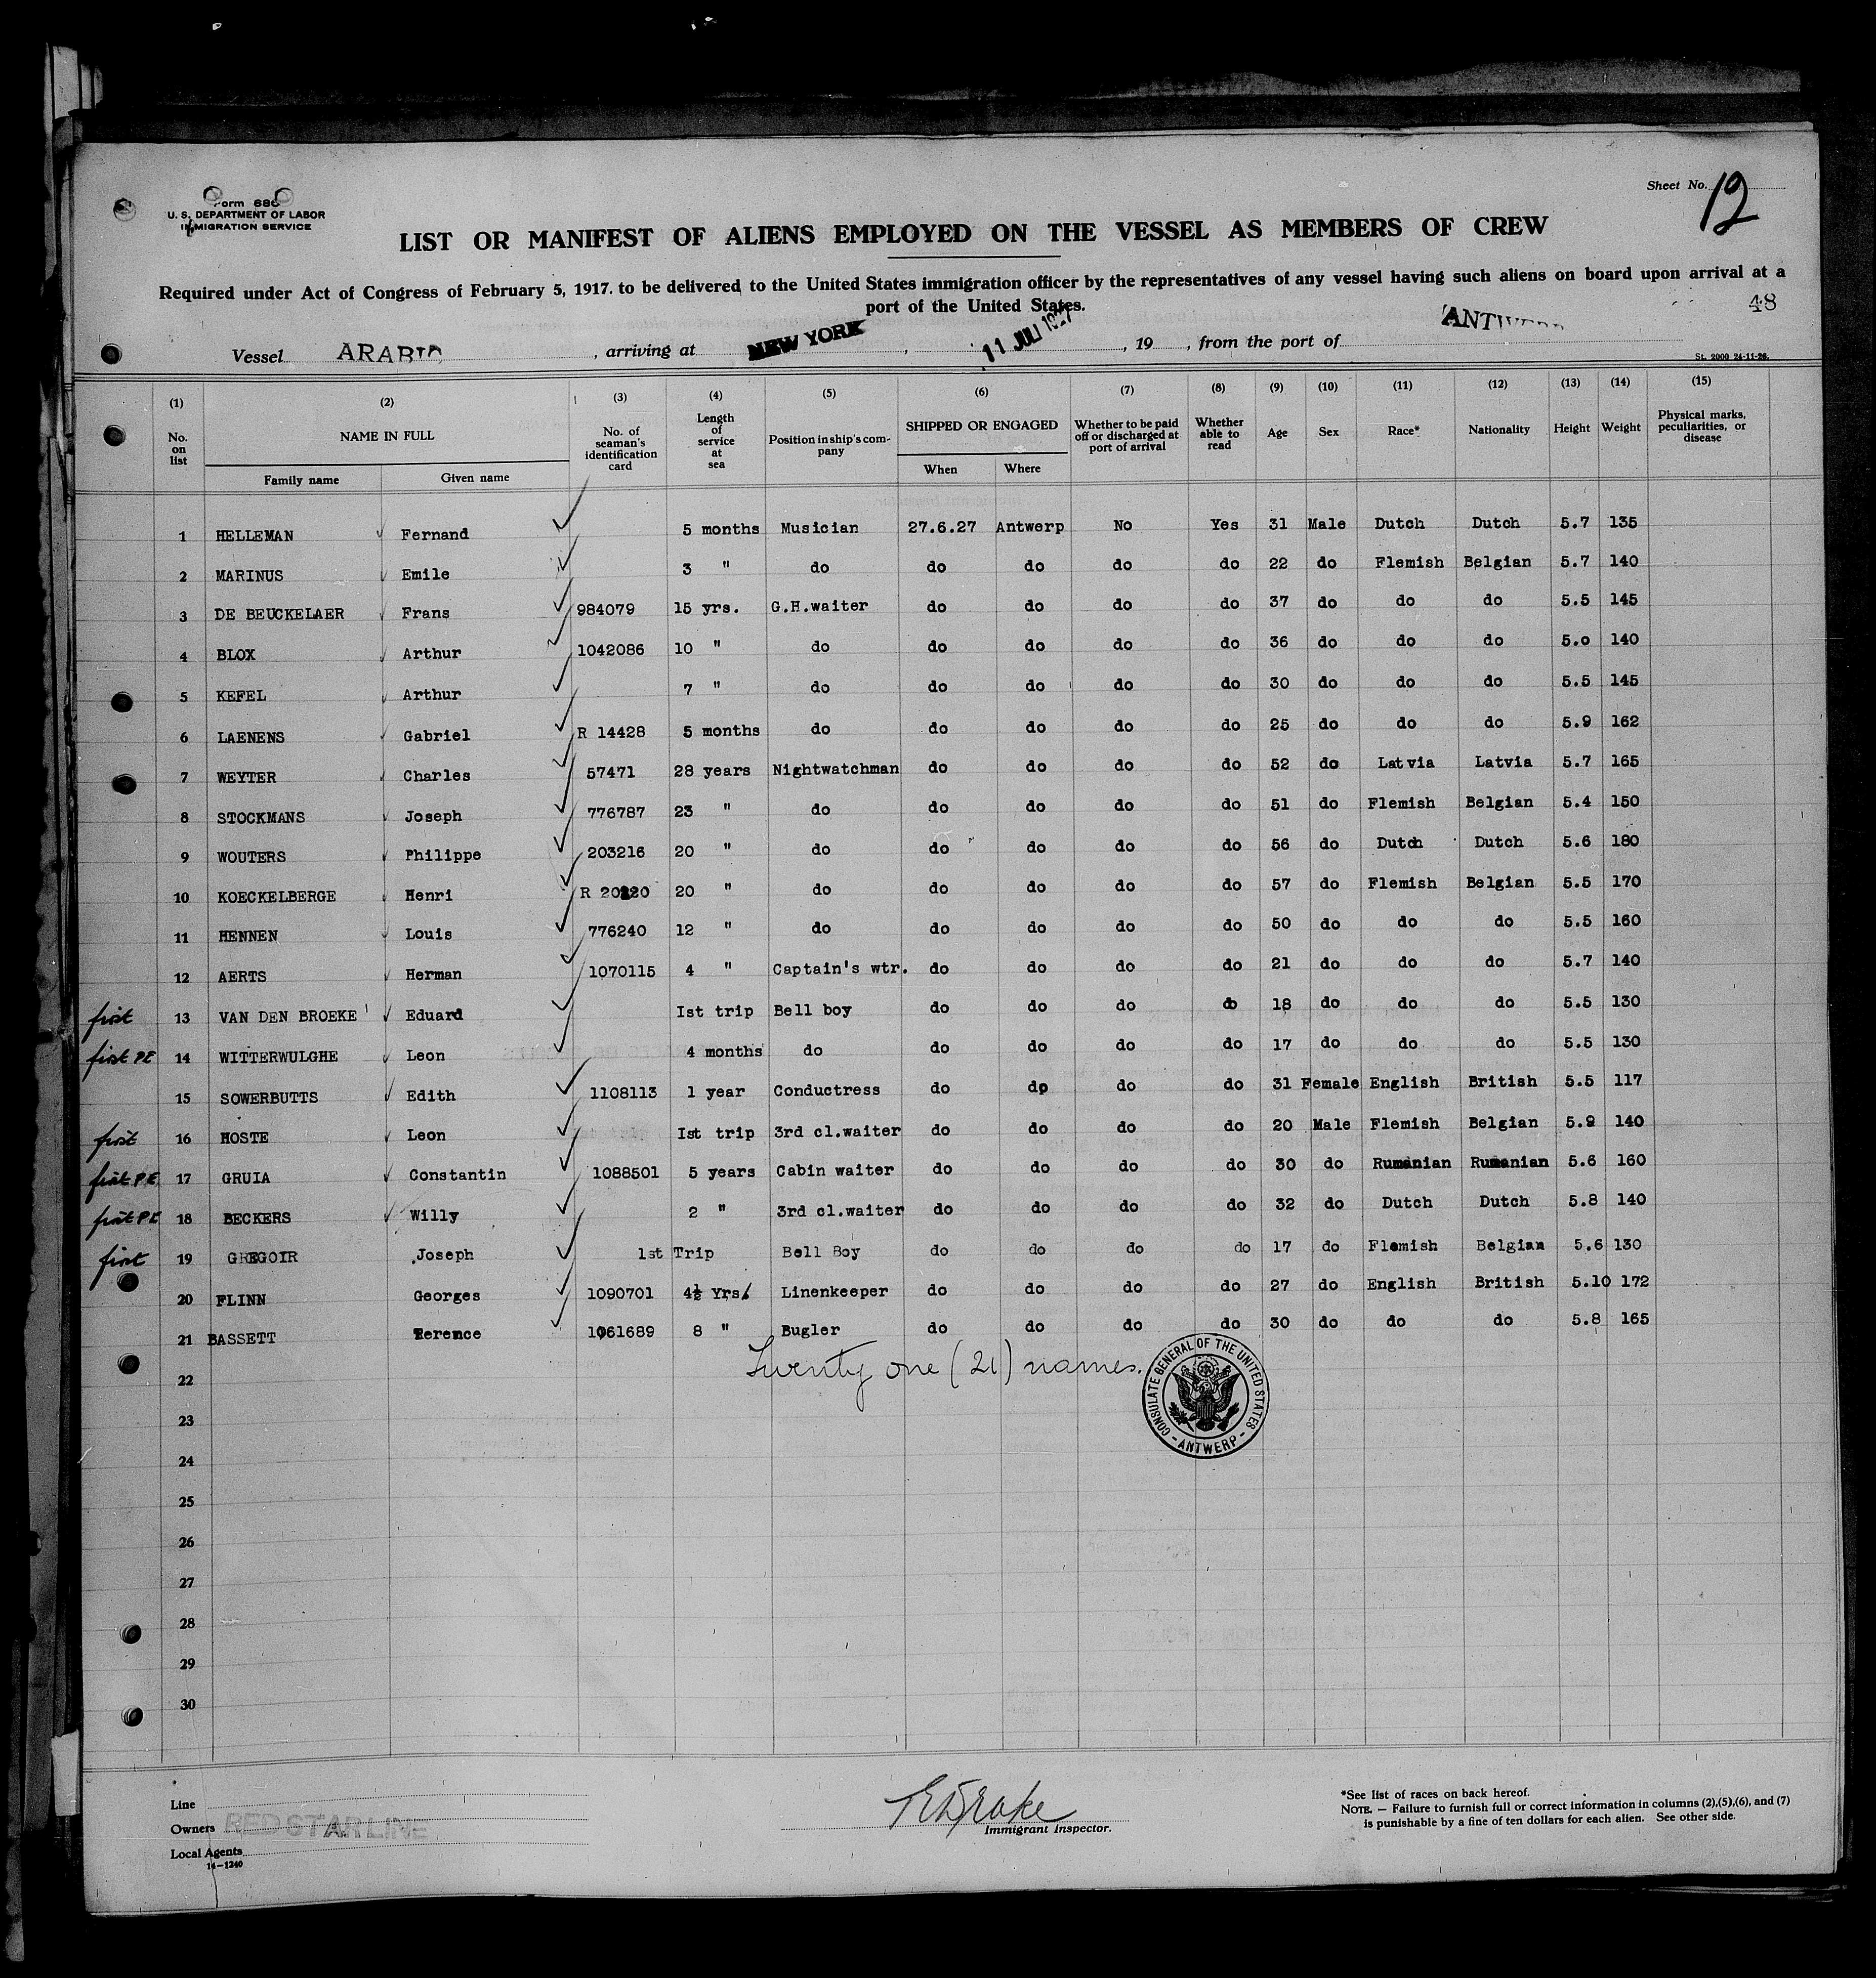 Form 680
U. S. DEPARTMENT OF LABOR
IMMIGRATION SERVICE
Sheet No. 12
LIST OR MANIFEST OF ALIENS EMPLOYED ON THE VESSEL AS MEMBERS OF CREW
Required under Act of Congress of February 5, 1917. to be delivered to the United States immigration officer by the representatives of any vessel having such aliens on board upon arrival at a
port of the United States.
48
Vessel ARABIC, arriving at NEW YORK, 11 JULI 1927, 19 , from the port of ANTWERP
St. 2000 24-11-26.
(1) (2) (3) (4) (5) (6) (7) (8) (9) (10) (11) (12) (13) (14) (15)
No. on list NAME IN FULL Family name Given name No. of seaman's identification card Length of service at sea Position in ship's company SHIPPED OR ENGAGED When Where Whether to be paid off or discharged at port of arrival Whether able to read Age Sex Race* Nationality Height Weight Physical marks, peculiarities, or disease
1 HELLEMAN Fernand 5 months Musician 27.6.27 Antwerp No Yes 31 Male Dutch Dutch 5.7 135
2 MARINUS Emile 3 " do do do do do 22 do Flemish Belgian 5.7 140
3 DE BEUCKELAER Frans 984079 15 yrs. G.H.waiter do do do do 37 do do do 5.5 145
4 BLOX Arthur 1042086 10 " do do do do do 36 do do do 5.0 140
5 KEFEL Arthur 7 " do do do do do 30 do do do 5.5 145
6 LAENENS Gabriel R 14428 5 months do do do do do 25 do do do 5.9 162
7 WEYTER Charles 57471 28 years Nightwatchman do do do do 52 do Latvia Latvia 5.7 165
8 STOCKMANS Joseph 776787 23 " do do do do do 51 do Flemish Belgian 5.4 150
9 WOUTERS Philippe 203216 20 " do do do do do 56 do Dutch Dutch 5.6 180
10 KOECKELBERGE Henri R 20220 20 " do do do do do 57 do Flemish Belgian 5.5 170
11 HENNEN Louis 776240 12 " do do do do do 50 do do do 5.5 160
12 AERTS Herman 1070115 4 " Captain's wtr. do do do do 21 do do do 5.7 140
first 13 VAN DEN BROEKE Eduard Ist trip Bell boy do do do do 18 do do do 5.5 130
first PE 14 WITTERWULGHE Leon 4 months do do do do do 17 do do do 5.5 130
15 SOWERBUTTS Edith 1108113 1 year Conductress do do do do 31 Female English British 5.5 117
first 16 HOSTE Leon Ist trip 3rd cl.waiter do do do do 20 Male Flemish Belgian 5.9 140
first PE 17 GRUIA Constantin 1088501 5 years Cabin waiter do do do do 30 do Rumanian Rumanian 5.6 160
first PE 18 BECKERS Willy 2 " 3rd cl.waiter do do do do 32 do Dutch Dutch 5.8 140
first 19 GREGOIR Joseph 1st Trip Bell Boy do do do do 17 do Flemish Belgian 5.6 130
20 FLINN Georges 1090701 4½ Yrs. Linenkeeper do do do do 27 do English British 5.10 172
21 BASSETT Terence 1061689 8 " Bugler do do do do 30 do do do 5.8 165
Twenty one (21) names.
CONSULATE GENERAL OF THE UNITED STATES - ANTWERP -
22
23
24
25
26
27
28
29
30
Line
Owners RED STAR LINE
Local Agents
14—1240
Immigrant Inspector.
*See list of races on back hereof.
NOTE. — Failure to furnish full or correct information in columns (2),(5),(6), and (7)
is punishable by a fine of ten dollars for each alien. See other side.